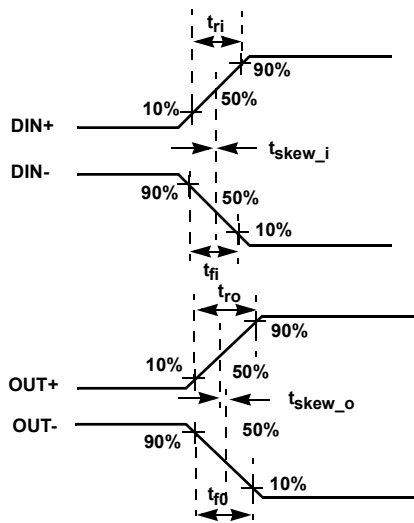 tri
90%
10%
50%
DIN+
tskew_i
DIN-
90%
50%
10%
tfi
tro
90%
10%
50%
OUT+
tskew_o
OUT-
50%
90%
10%
tf0